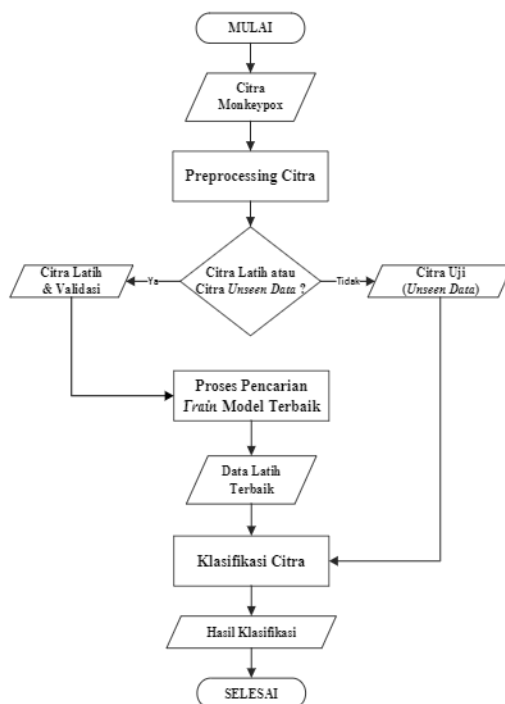 MULAI
Citra
Monkeypox
Preprocessing Citra
Citra Latih atau
Citra Unseen Data ?
Ya
Tidak
Citra Latih
& Validasi
Citra Uji
(Unseen Data)
Proses Pencarian
Train Model Terbaik
Data Latih
Terbaik
Klasifikasi Citra
Hasil Klasifikasi
SELESAI